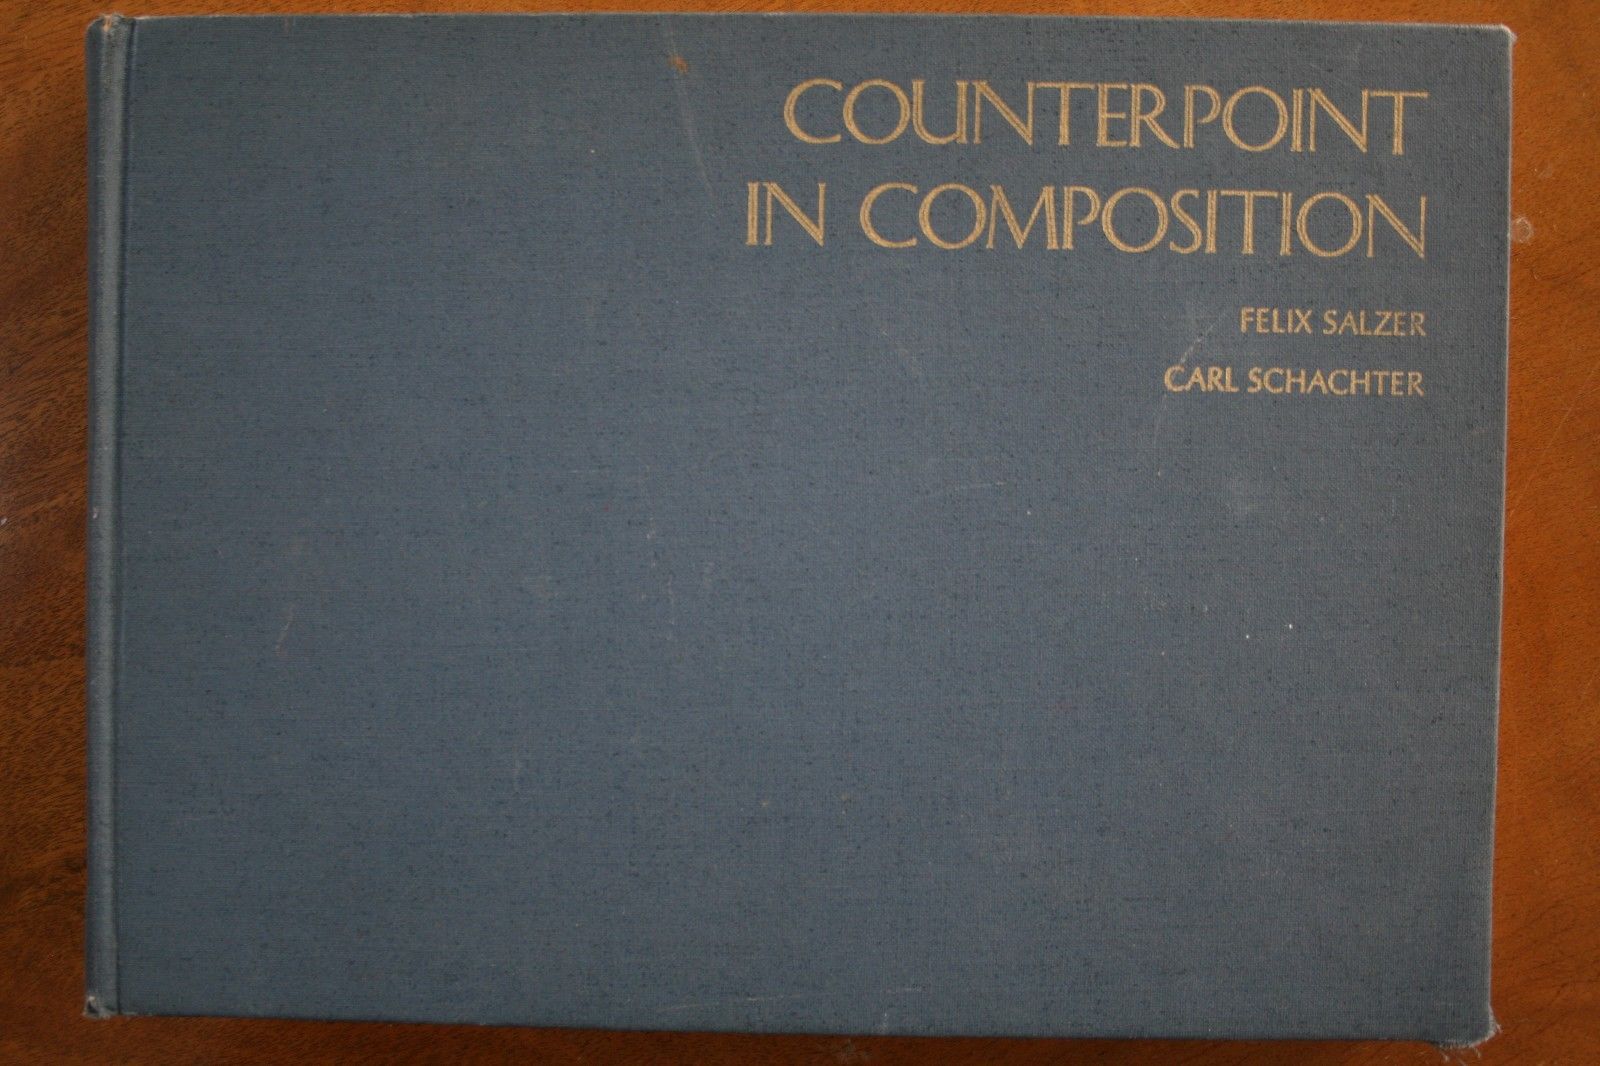 COUNTERPOINT
IN COMPOSITION
FELIX SALZER
CARL SCHACHTER